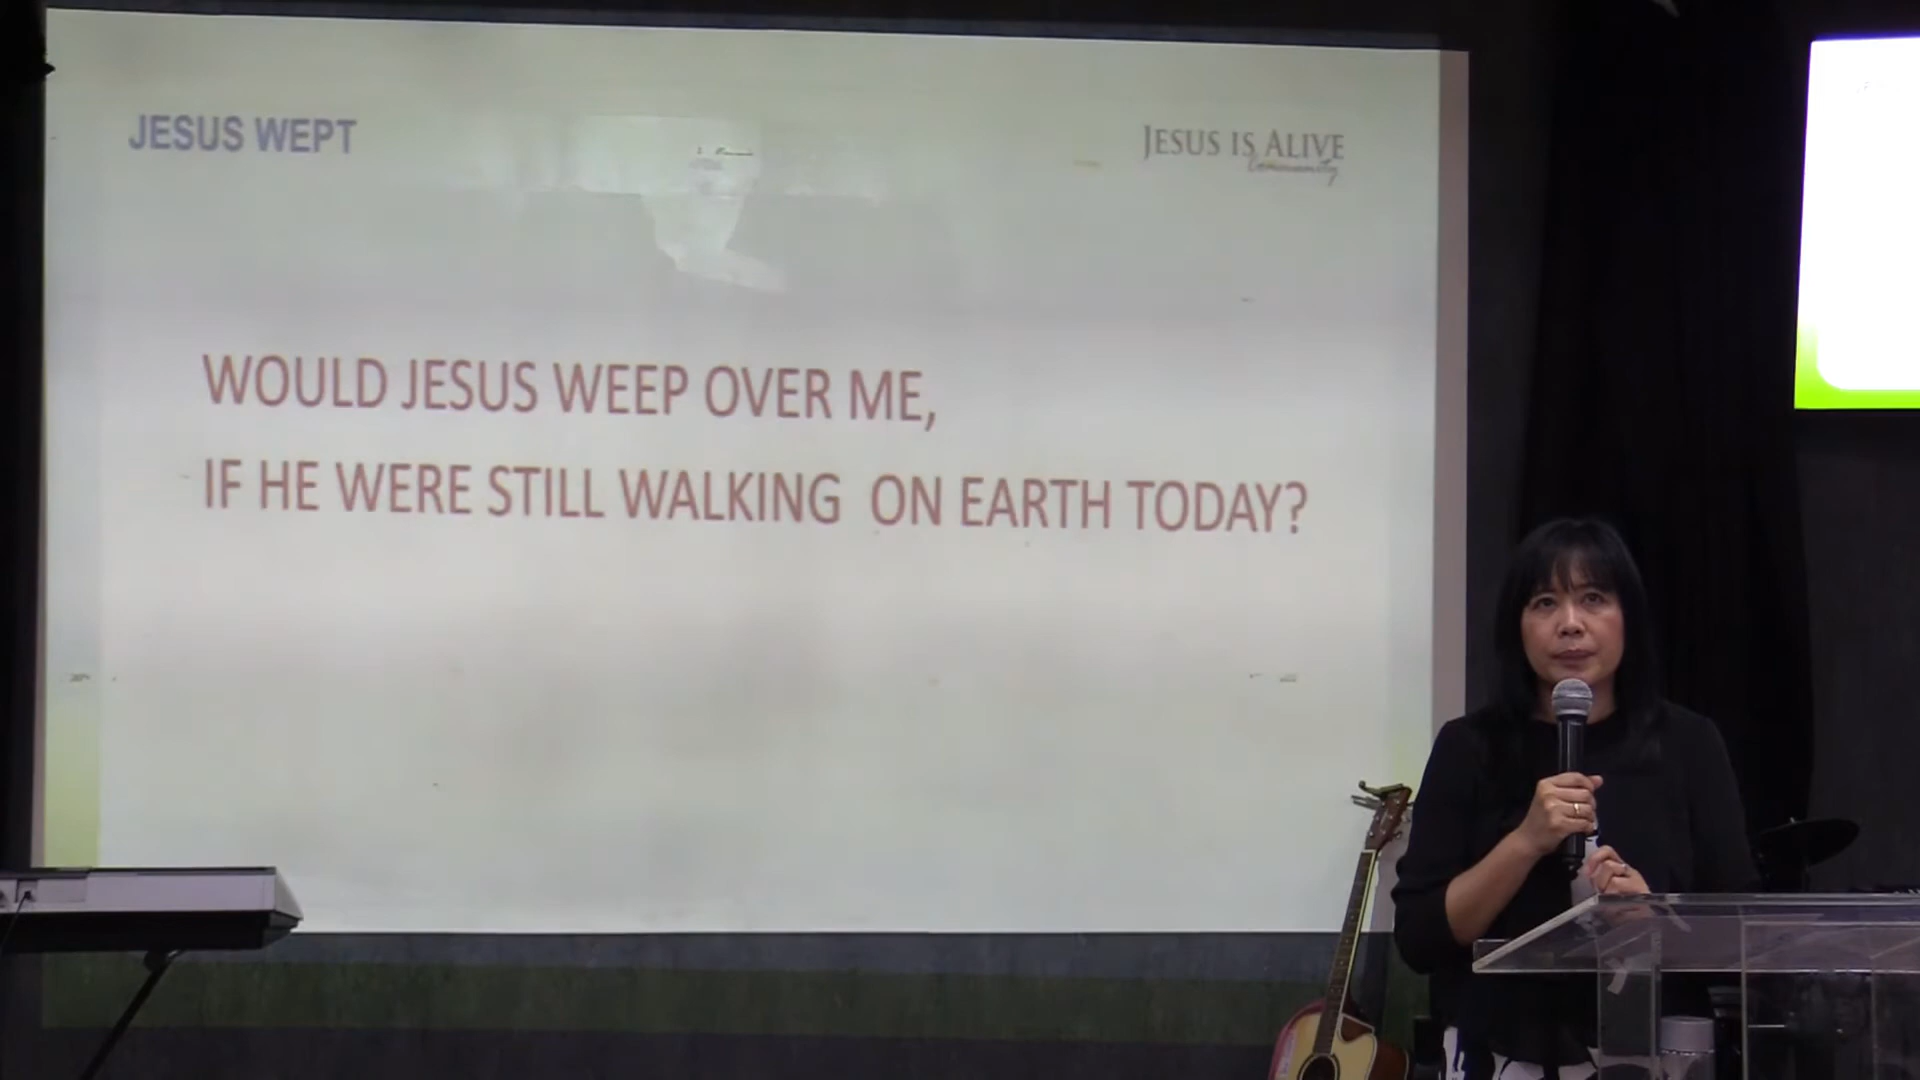 JESUS WEPT
JESUS IS ALIVE
Community
WOULD JESUS WEEP OVER ME,
IF HE WERE STILL WALKING ON EARTH TODAY?